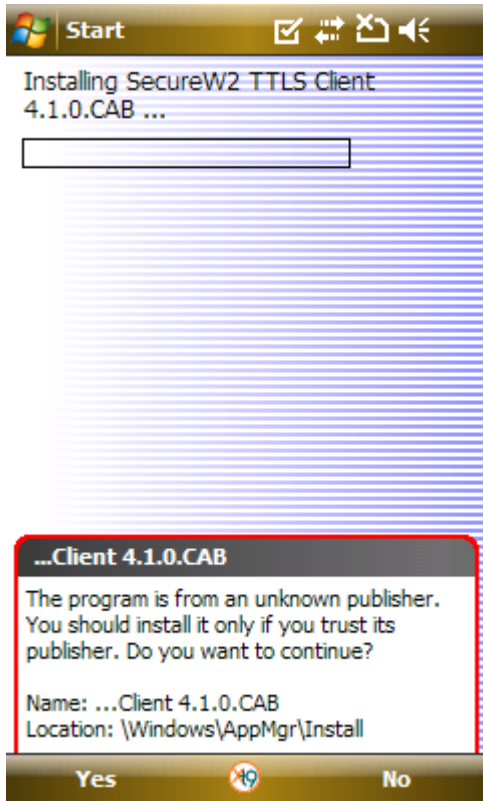 Start
Installing SecureW2 TTLS Client
4.1.0.CAB ...
...Client 4.1.0.CAB
The program is from an unknown publisher.
You should install it only if you trust its
publisher. Do you want to continue?
Name: ...Client 4.1.0.CAB
Location: \Windows\AppMgr\Install
Yes
No